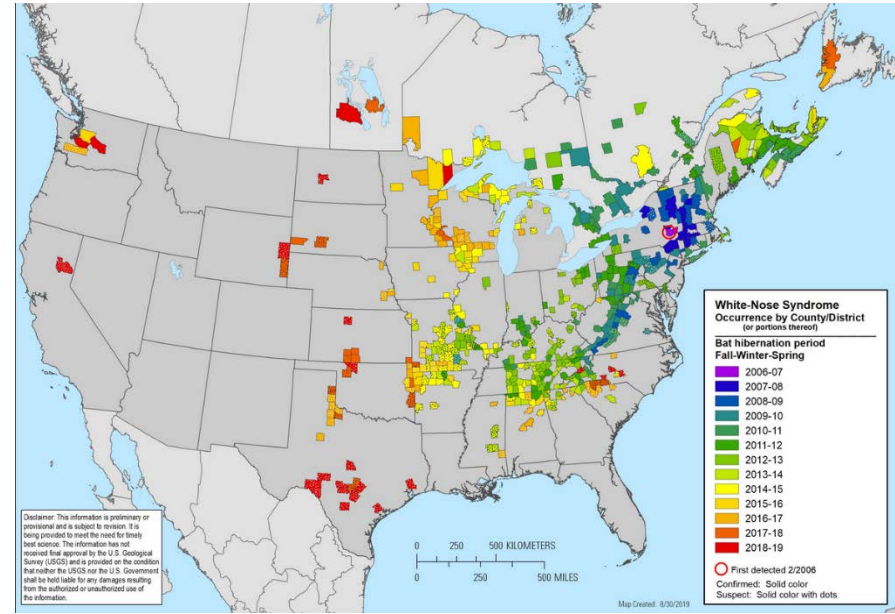 White-Nose Syndrome
Occurrence by County/District
(or portions thereof)
Bat hibernation period
Fall-Winter-Spring
2006-07
2007-08
2008-09
2009-10
2010-11
2011-12
2012-13
2013-14
2014-15
2015-16
2016-17
2017-18
2018-19
First detected 2/2006
Confirmed: Solid color
Suspect: Solid color with dots
Disclaimer: This information is preliminary or
provisional and is subject to revision. It is
being provided to meet the need for timely
best science. The information has not
received final approval by the U.S. Geological
Survey (USGS) and is provided on the condition
that neither the USGS nor the U.S. Government
shall be held liable for any damages resulting
from the authorized or unauthorized use of
the information.
0 250 500 KILOMETERS
0 250 500 MILES
Map Created: 8/30/2019